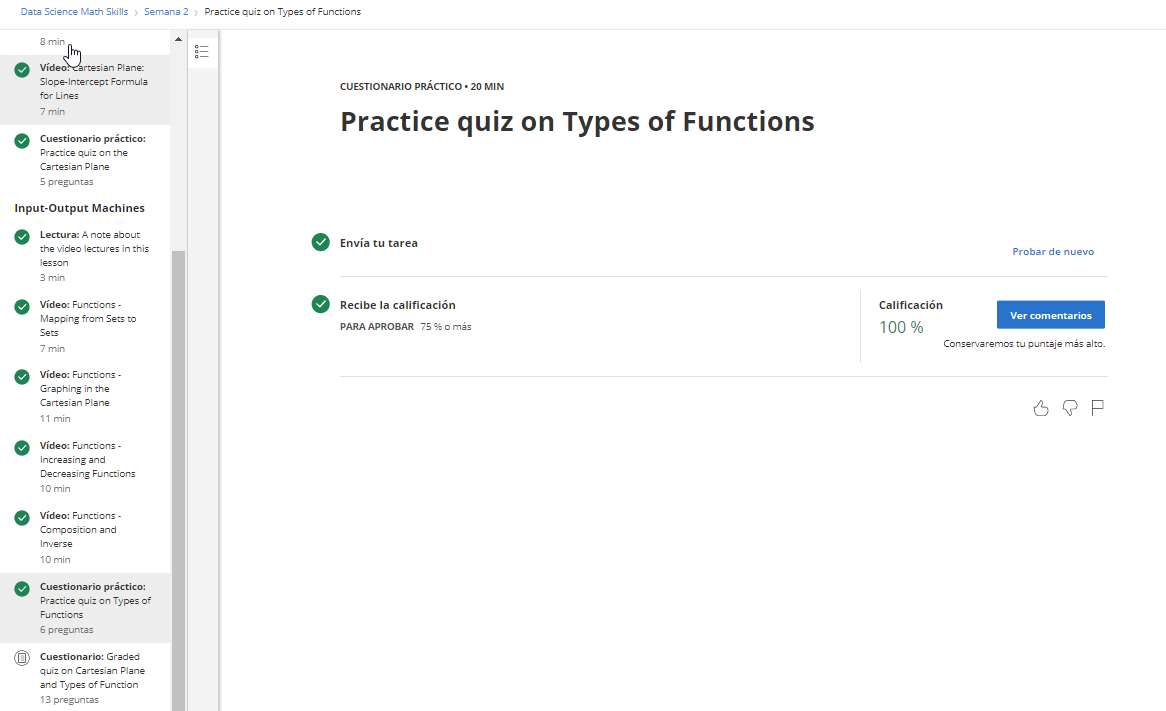 Data Science Math Skills > Semana 2 > Practice quiz on Types of Functions
8 min
Vídeo: Cartesian Plane:
Slope-Intercept Formula
for Lines
7 min
Cuestionario práctico:
Practice quiz on the
Cartesian Plane
5 preguntas
Input-Output Machines
Lectura: A note about
the video lectures in this
lesson
3 min
Vídeo: Functions -
Mapping from Sets to
Sets
7 min
Vídeo: Functions -
Graphing in the
Cartesian Plane
11 min
Vídeo: Functions -
Increasing and
Decreasing Functions
10 min
Vídeo: Functions -
Composition and
Inverse
10 min
Cuestionario práctico:
Practice quiz on Types of
Functions
6 preguntas
Cuestionario: Graded
quiz on Cartesian Plane
and Types of Function
13 preguntas
CUESTIONARIO PRÁCTICO • 20 MIN
Practice quiz on Types of Functions
Envía tu tarea
Probar de nuevo
Recibe la calificación
PARA APROBAR 75 % o más
Calificación
100 %
Ver comentarios
Conservaremos tu puntaje más alto.